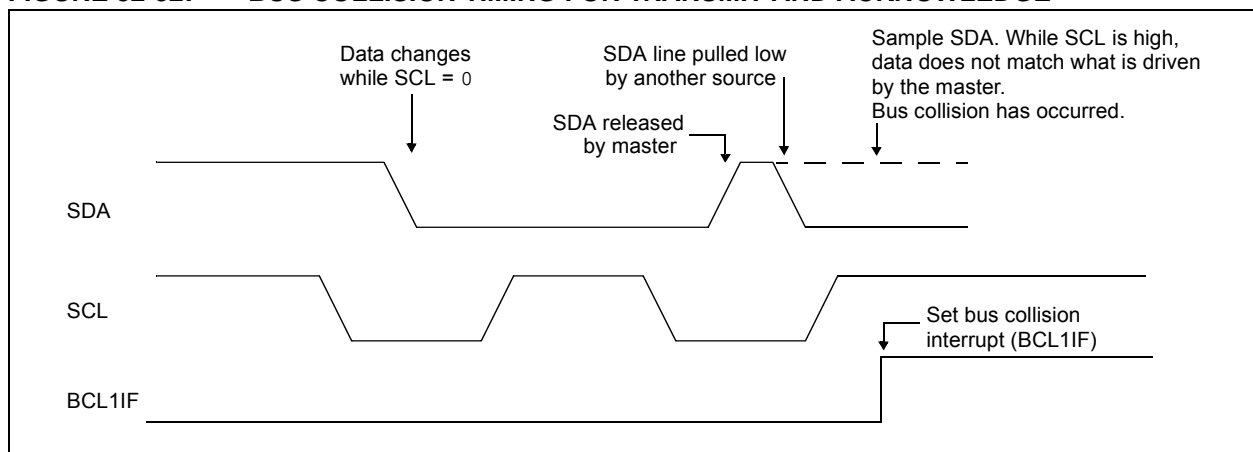 Data changes
while SCL = 0
SDA line pulled low
by another source
SDA released
by master
Sample SDA. While SCL is high,
data does not match what is driven
by the master.
Bus collision has occurred.
SDA
SCL
Set bus collision
interrupt (BCL1IF)
BCL1IF